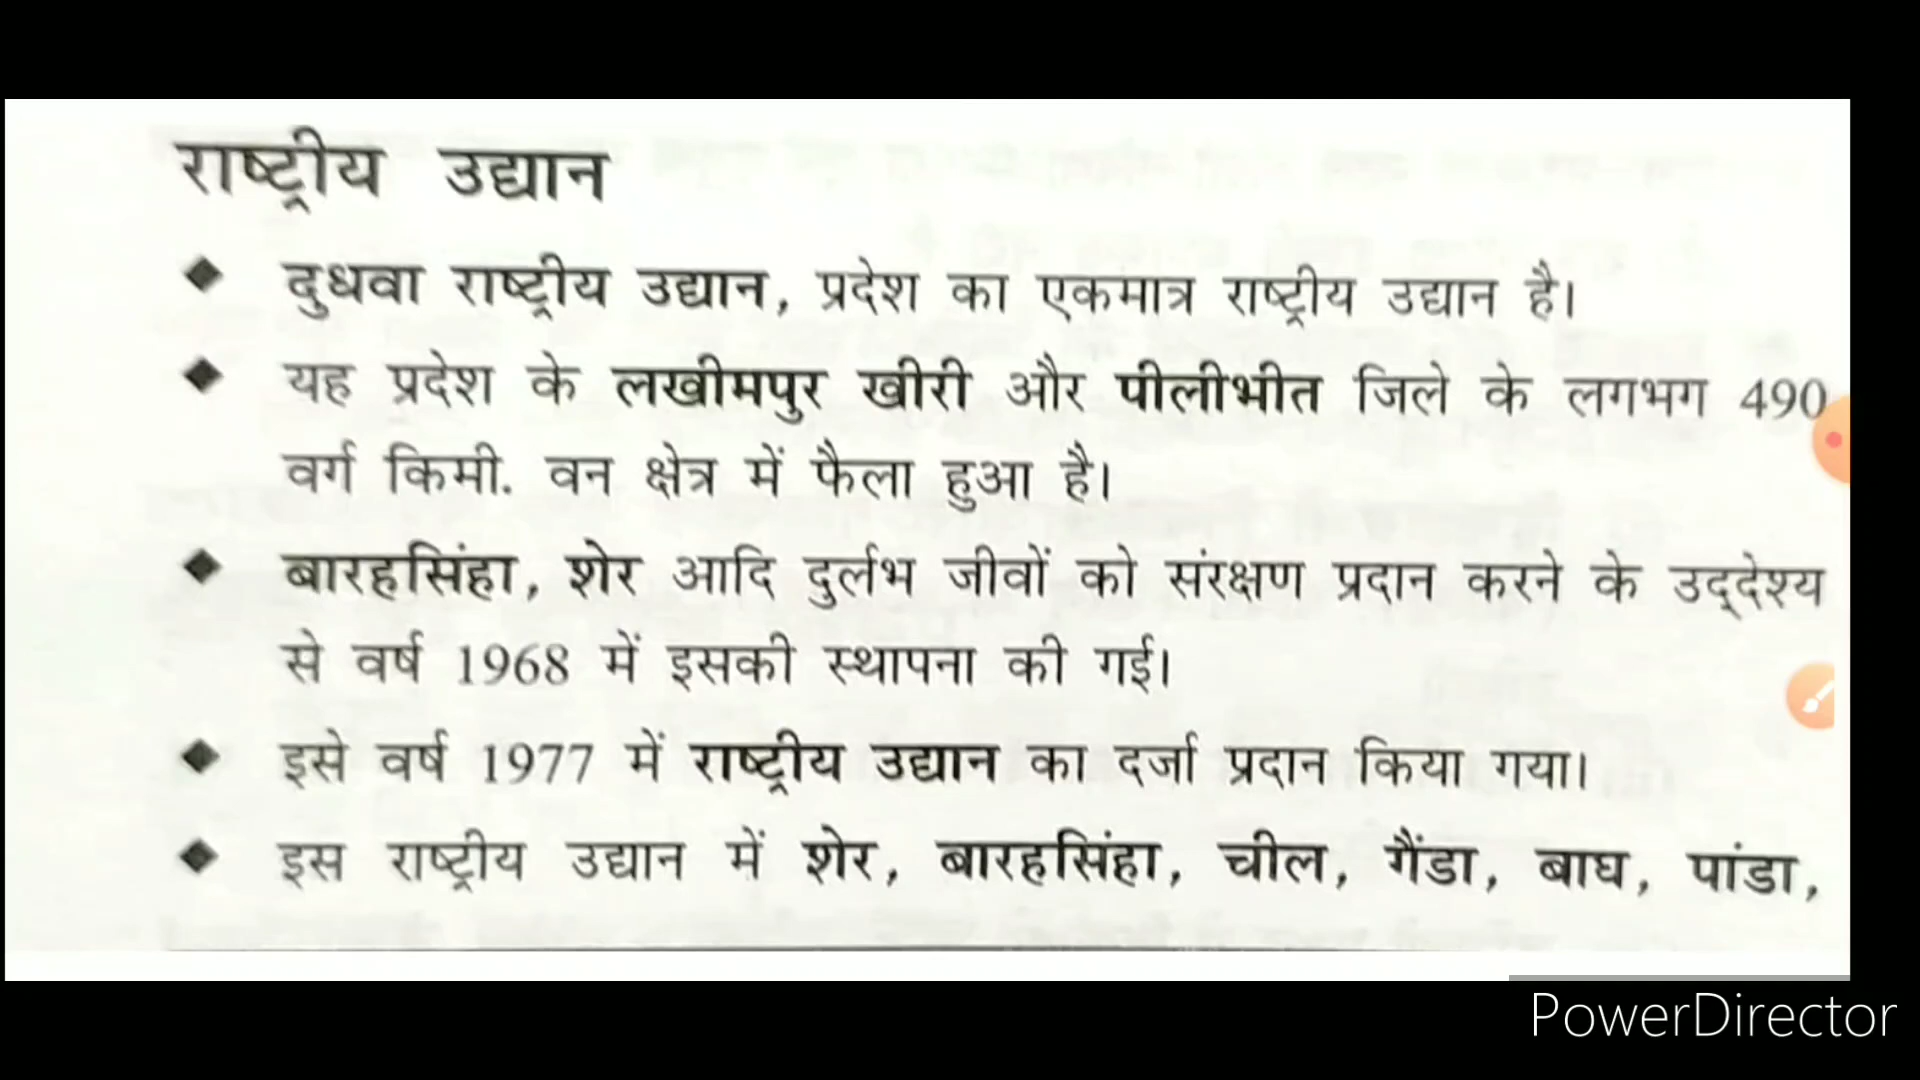 राष्ट्रीय उद्यान
◆ दुधवा राष्ट्रीय उद्यान, प्रदेश का एकमात्र राष्ट्रीय उद्यान है।
◆ यह प्रदेश के लखीमपुर खीरी और पीलीभीत जिले के लगभग 490
वर्ग किमी. वन क्षेत्र में फैला हुआ है।
◆ बारहसिंहा, शेर आदि दुर्लभ जीवों को संरक्षण प्रदान करने के उद्‌देश्य
से वर्ष 1968 में इसकी स्थापना की गई।
◆ इसे वर्ष 1977 में राष्ट्रीय उद्यान का दर्जा प्रदान किया गया।
◆ इस राष्ट्रीय उद्यान में शेर, बारहसिंहा, चील, गैंडा, बाघ, पांडा,
PowerDirector